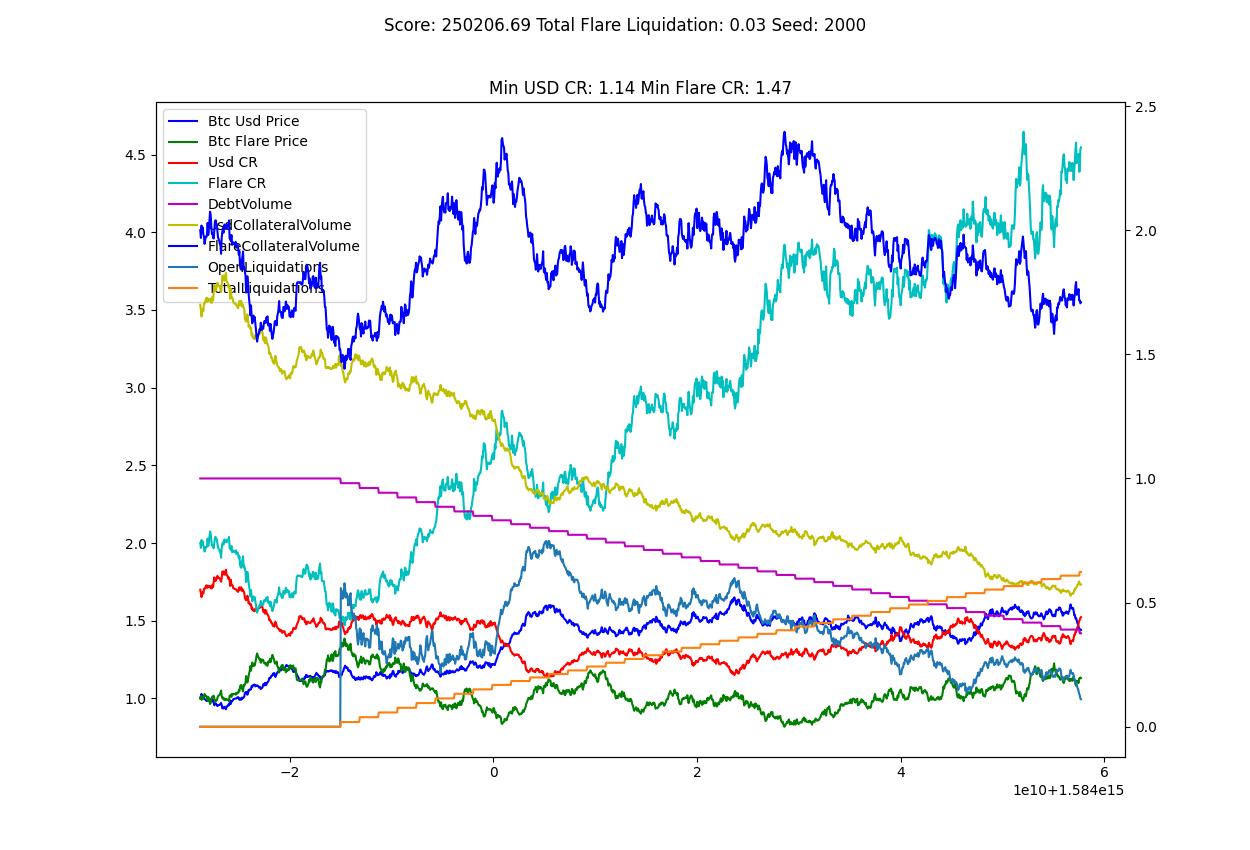 Score: 250206.69 Total Flare Liquidation: 0.03 Seed: 2000
Min USD CR: 1.14 Min Flare CR: 1.47
Btc Usd Price
Btc Flare Price
Usd CR
Flare CR
DebtVolume
UsdCollateralVolume
FlareCollateralVolume
OpenLiquidations
TotalLiquidations
4.5
4.0
3.5
3.0
2.5
2.0
1.5
1.0
2.5
2.0
1.5
1.0
0.5
0.0
−2
0
2
4
6
1e10+1.584e15